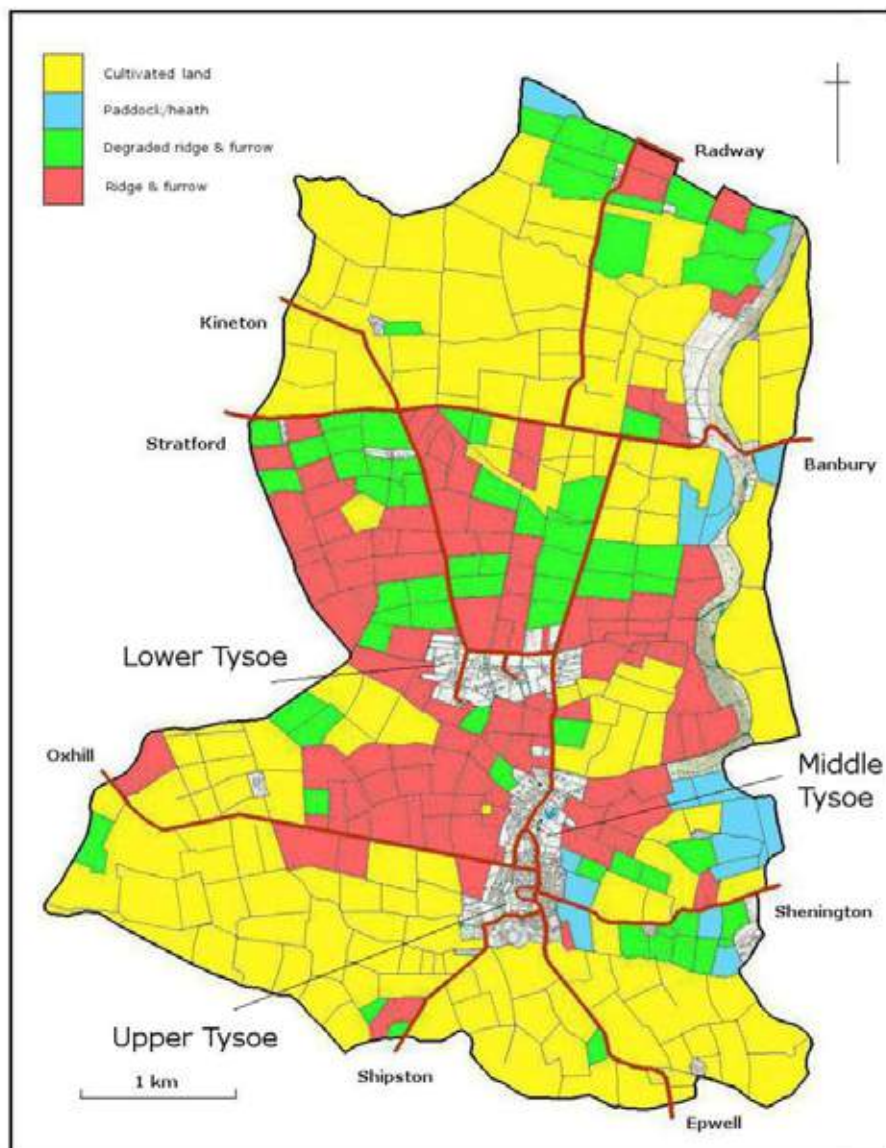 Cultivated land
Paddock/heath
Degraded ridge & furrow
Ridge & furrow
Radway
Kineton
Stratford
Banbury
Lower Tysoe
Oxhill
Middle
Tysoe
Shenington
Upper Tysoe
Shipston
1 km
Epwell